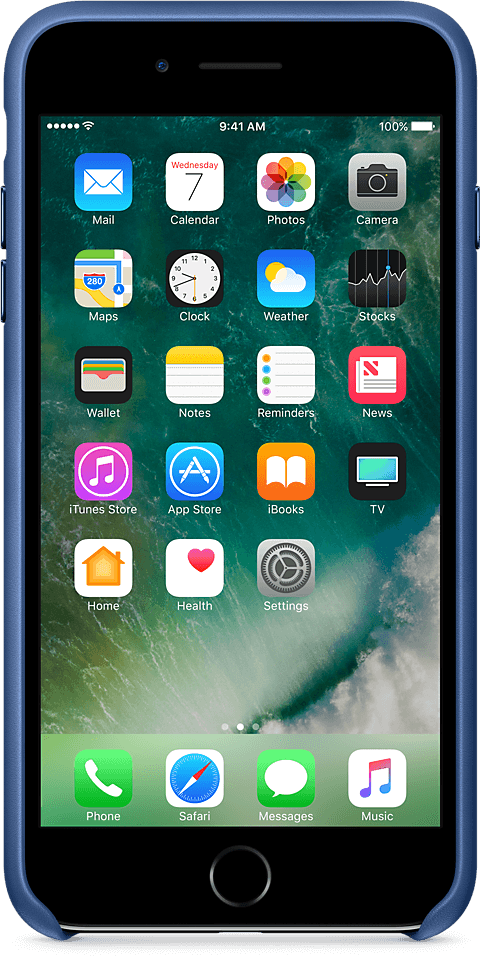 9:41 AM 100%
Wednesday
7
Mail Calendar Photos Camera
280
Maps Clock Weather Stocks
Wallet Notes Reminders News
iTunes Store App Store iBooks TV
Home Health Settings
Phone Safari Messages Music